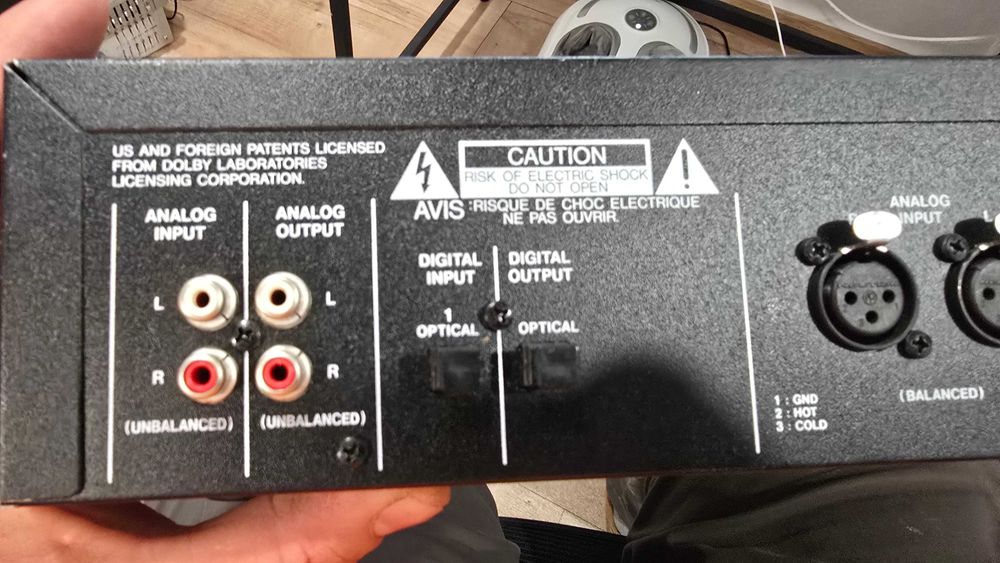 US AND FOREIGN PATENTS LICENSED
FROM DOLBY LABORATORIES
LICENSING CORPORATION.
CAUTION
RISK OF ELECTRIC SHOCK
DO NOT OPEN
AVIS :RISQUE DE CHOC ELECTRIQUE
NE PAS OUVRIR.
ANALOG
INPUT
L
R
(UNBALANCED)
ANALOG
OUTPUT
L
R
(UNBALANCED)
DIGITAL
INPUT
1
OPTICAL
DIGITAL
OUTPUT
OPTICAL
ANALOG
INPUT
L
1 : GND
2 : HOT
3 : COLD
(BALANCED)